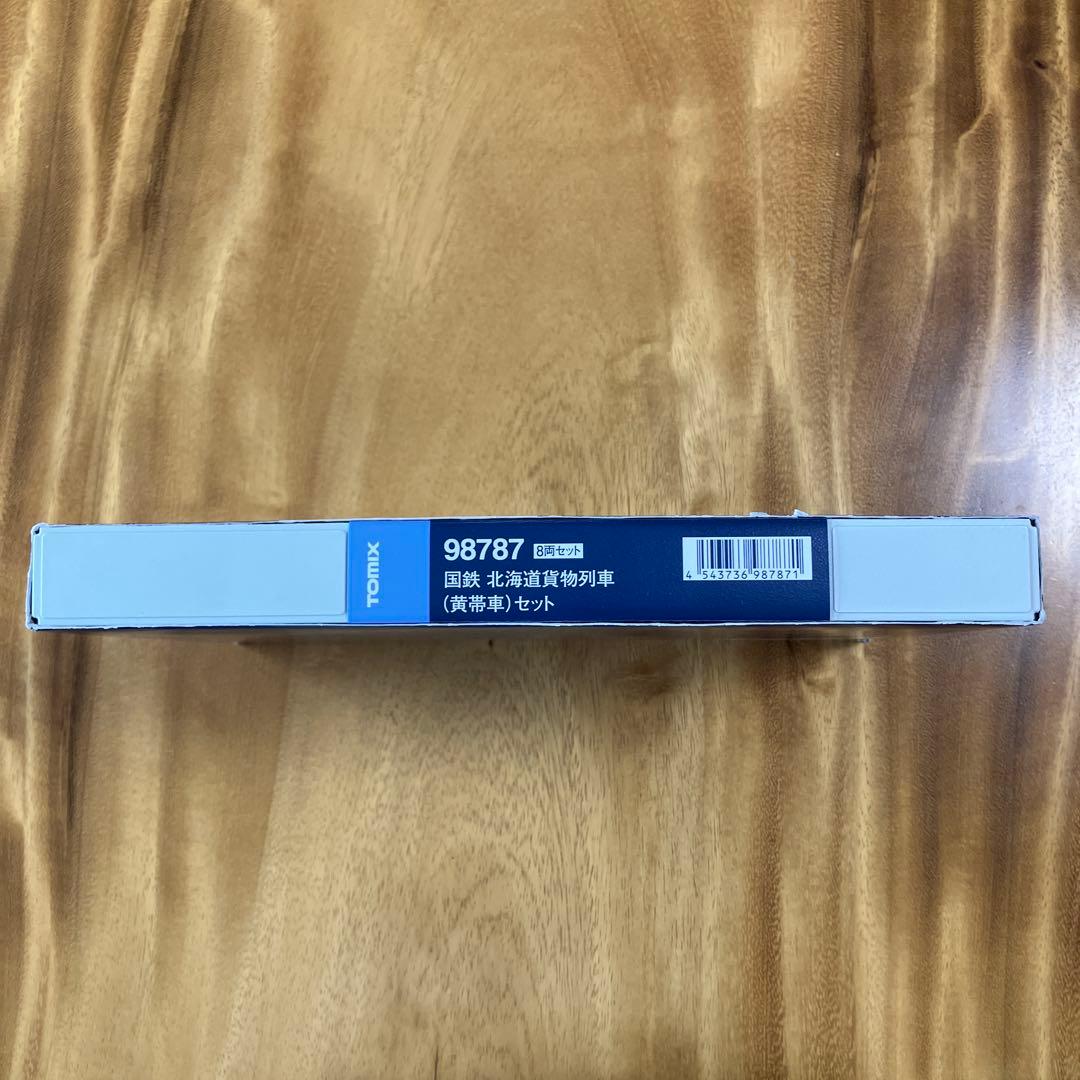 TOMIX
98787 8両セット
国鉄 北海道貨物列車
(黄帯車)セット
4 543736 987871